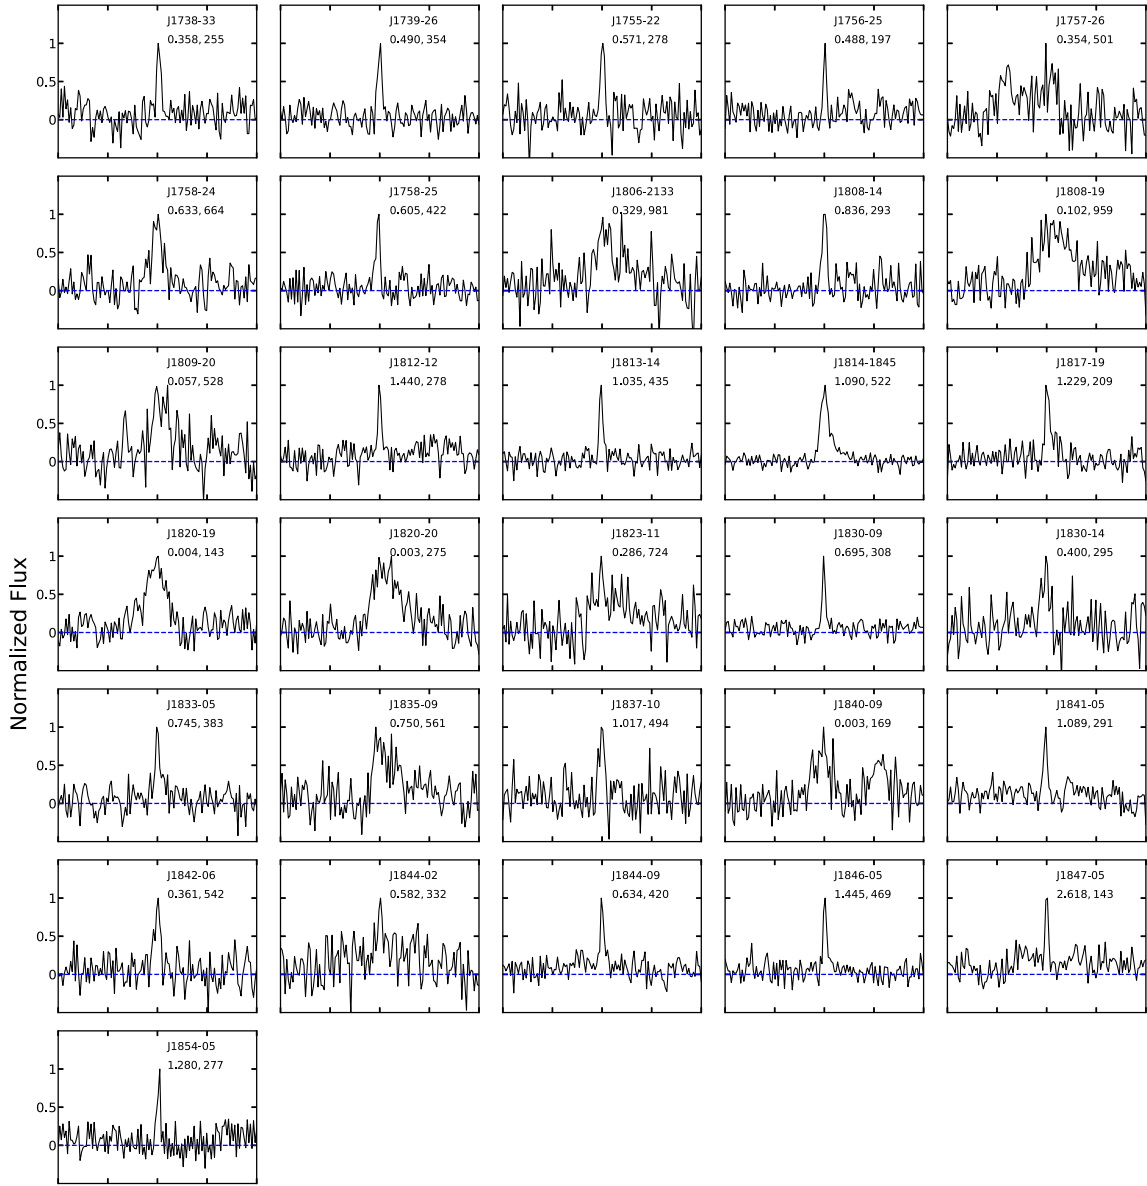 J1738-33
0.358, 255
J1739-26
0.490, 354
J1755-22
0.571, 278
J1756-25
0.488, 197
J1757-26
0.354, 501
1
0.5
0
J1758-24
0.633, 664
J1758-25
0.605, 422
J1806-2133
0.329, 981
J1808-14
0.836, 293
J1808-19
0.102, 959
1
0.5
0
J1809-20
0.057, 528
J1812-12
1.440, 278
J1813-14
1.035, 435
J1814-1845
1.090, 522
J1817-19
1.229, 209
1
0.5
0
Normalized Flux
J1820-19
0.004, 143
J1820-20
0.003, 275
J1823-11
0.286, 724
J1830-09
0.695, 308
J1830-14
0.400, 295
1
0.5
0
J1833-05
0.745, 383
J1835-09
0.750, 561
J1837-10
1.017, 494
J1840-09
0.003, 169
J1841-05
1.089, 291
1
0.5
0
J1842-06
0.361, 542
J1844-02
0.582, 332
J1844-09
0.634, 420
J1846-05
1.445, 469
J1847-05
2.618, 143
1
0.5
0
J1854-05
1.280, 277
1
0.5
0